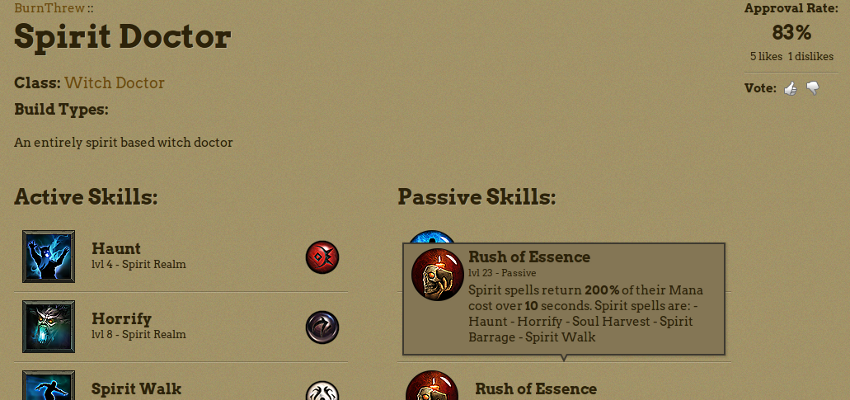 BurnThrew ::
Spirit Doctor
Class: Witch Doctor
Build Types:
An entirely spirit based witch doctor
Approval Rate:
83%
5 likes 1 dislikes
Vote:
Active Skills:
Haunt
lvl 4 - Spirit Realm
Horrify
lvl 8 - Spirit Realm
Spirit Walk
Passive Skills:
Rush of Essence
lvl 23 - Passive
Spirit spells return 200% of their Mana
cost over 10 seconds. Spirit spells are: -
Haunt - Horrify - Soul Harvest - Spirit
Barrage - Spirit Walk
Rush of Essence